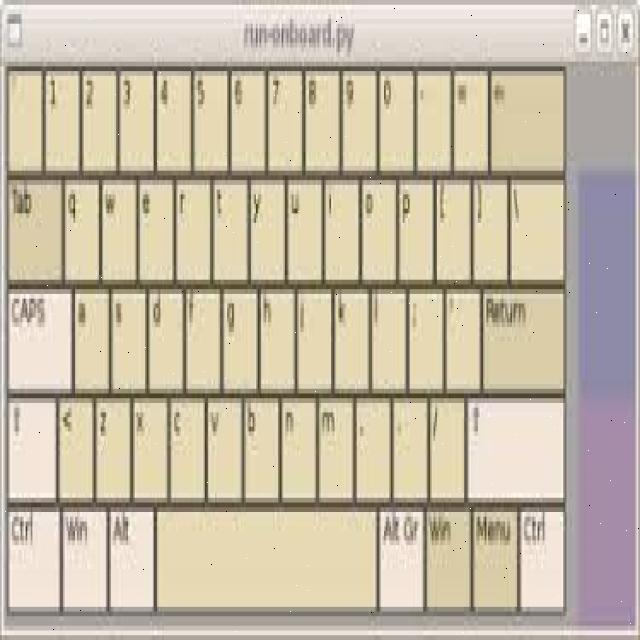 run-onboard.py
` 1 2 3 4 5 6 7 8 9 0 - =
Tab q w e r t y u i o p [ ] \
CAPS a s d f g h j k l ; ' Return
⇧ < z x c v b n m , . / ⇧
Ctrl Win Alt Alt Gr Win Menu Ctrl